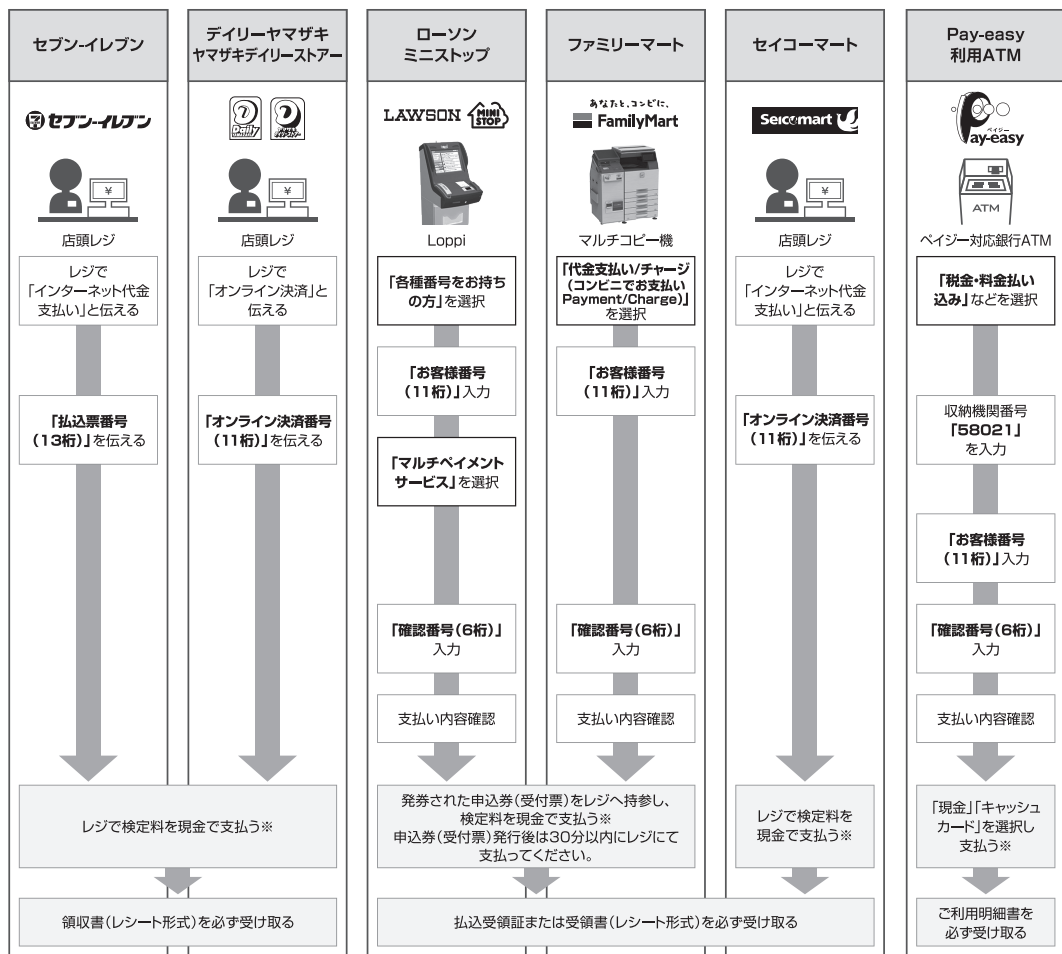 セブン-イレブン
デイリーヤマザキ
ヤマザキデイリーストアー
ローソン
ミニストップ
ファミリーマート
セイコーマート
Pay-easy
利用ATM
セブン-イレブン
Daily
LAWSON
MINI
STOP
あなたと、コンビに、
FamilyMart
Seicomart
ペイジー
Pay-easy
¥
¥
¥
ATM
店頭レジ
店頭レジ
Loppi
マルチコピー機
店頭レジ
ペイジー対応銀行ATM
レジで
「インターネット代金
支払い」と伝える
レジで
「オンライン決済」と
伝える
「各種番号をお持ち
の方」を選択
「代金支払い/チャージ
(コンビニでお支払い
Payment/Charge)」
を選択
レジで
「インターネット代金
支払い」と伝える
「税金・料金払い
込み」などを選択
「お客様番号
(11桁)」入力
「お客様番号
(11桁)」入力
「払込票番号
(13桁)」を伝える
「オンライン決済番号
(11桁)」を伝える
「オンライン決済番号
(11桁)」を伝える
収納機関番号
「58021」
を入力
「マルチペイメント
サービス」を選択
「お客様番号
(11桁)」入力
「確認番号(6桁)」
入力
「確認番号(6桁)」
入力
「確認番号(6桁)」
入力
支払い内容確認
支払い内容確認
支払い内容確認
レジで検定料を現金で支払う※
発券された申込券(受付票)をレジへ持参し、
検定料を現金で支払う※
申込券(受付票)発行後は30分以内にレジにて
支払ってください。
レジで検定料を
現金で支払う※
「現金」「キャッシュ
カード」を選択し
支払う※
領収書(レシート形式)を必ず受け取る
払込受領証または受領書(レシート形式)を必ず受け取る
ご利用明細書を
必ず受け取る